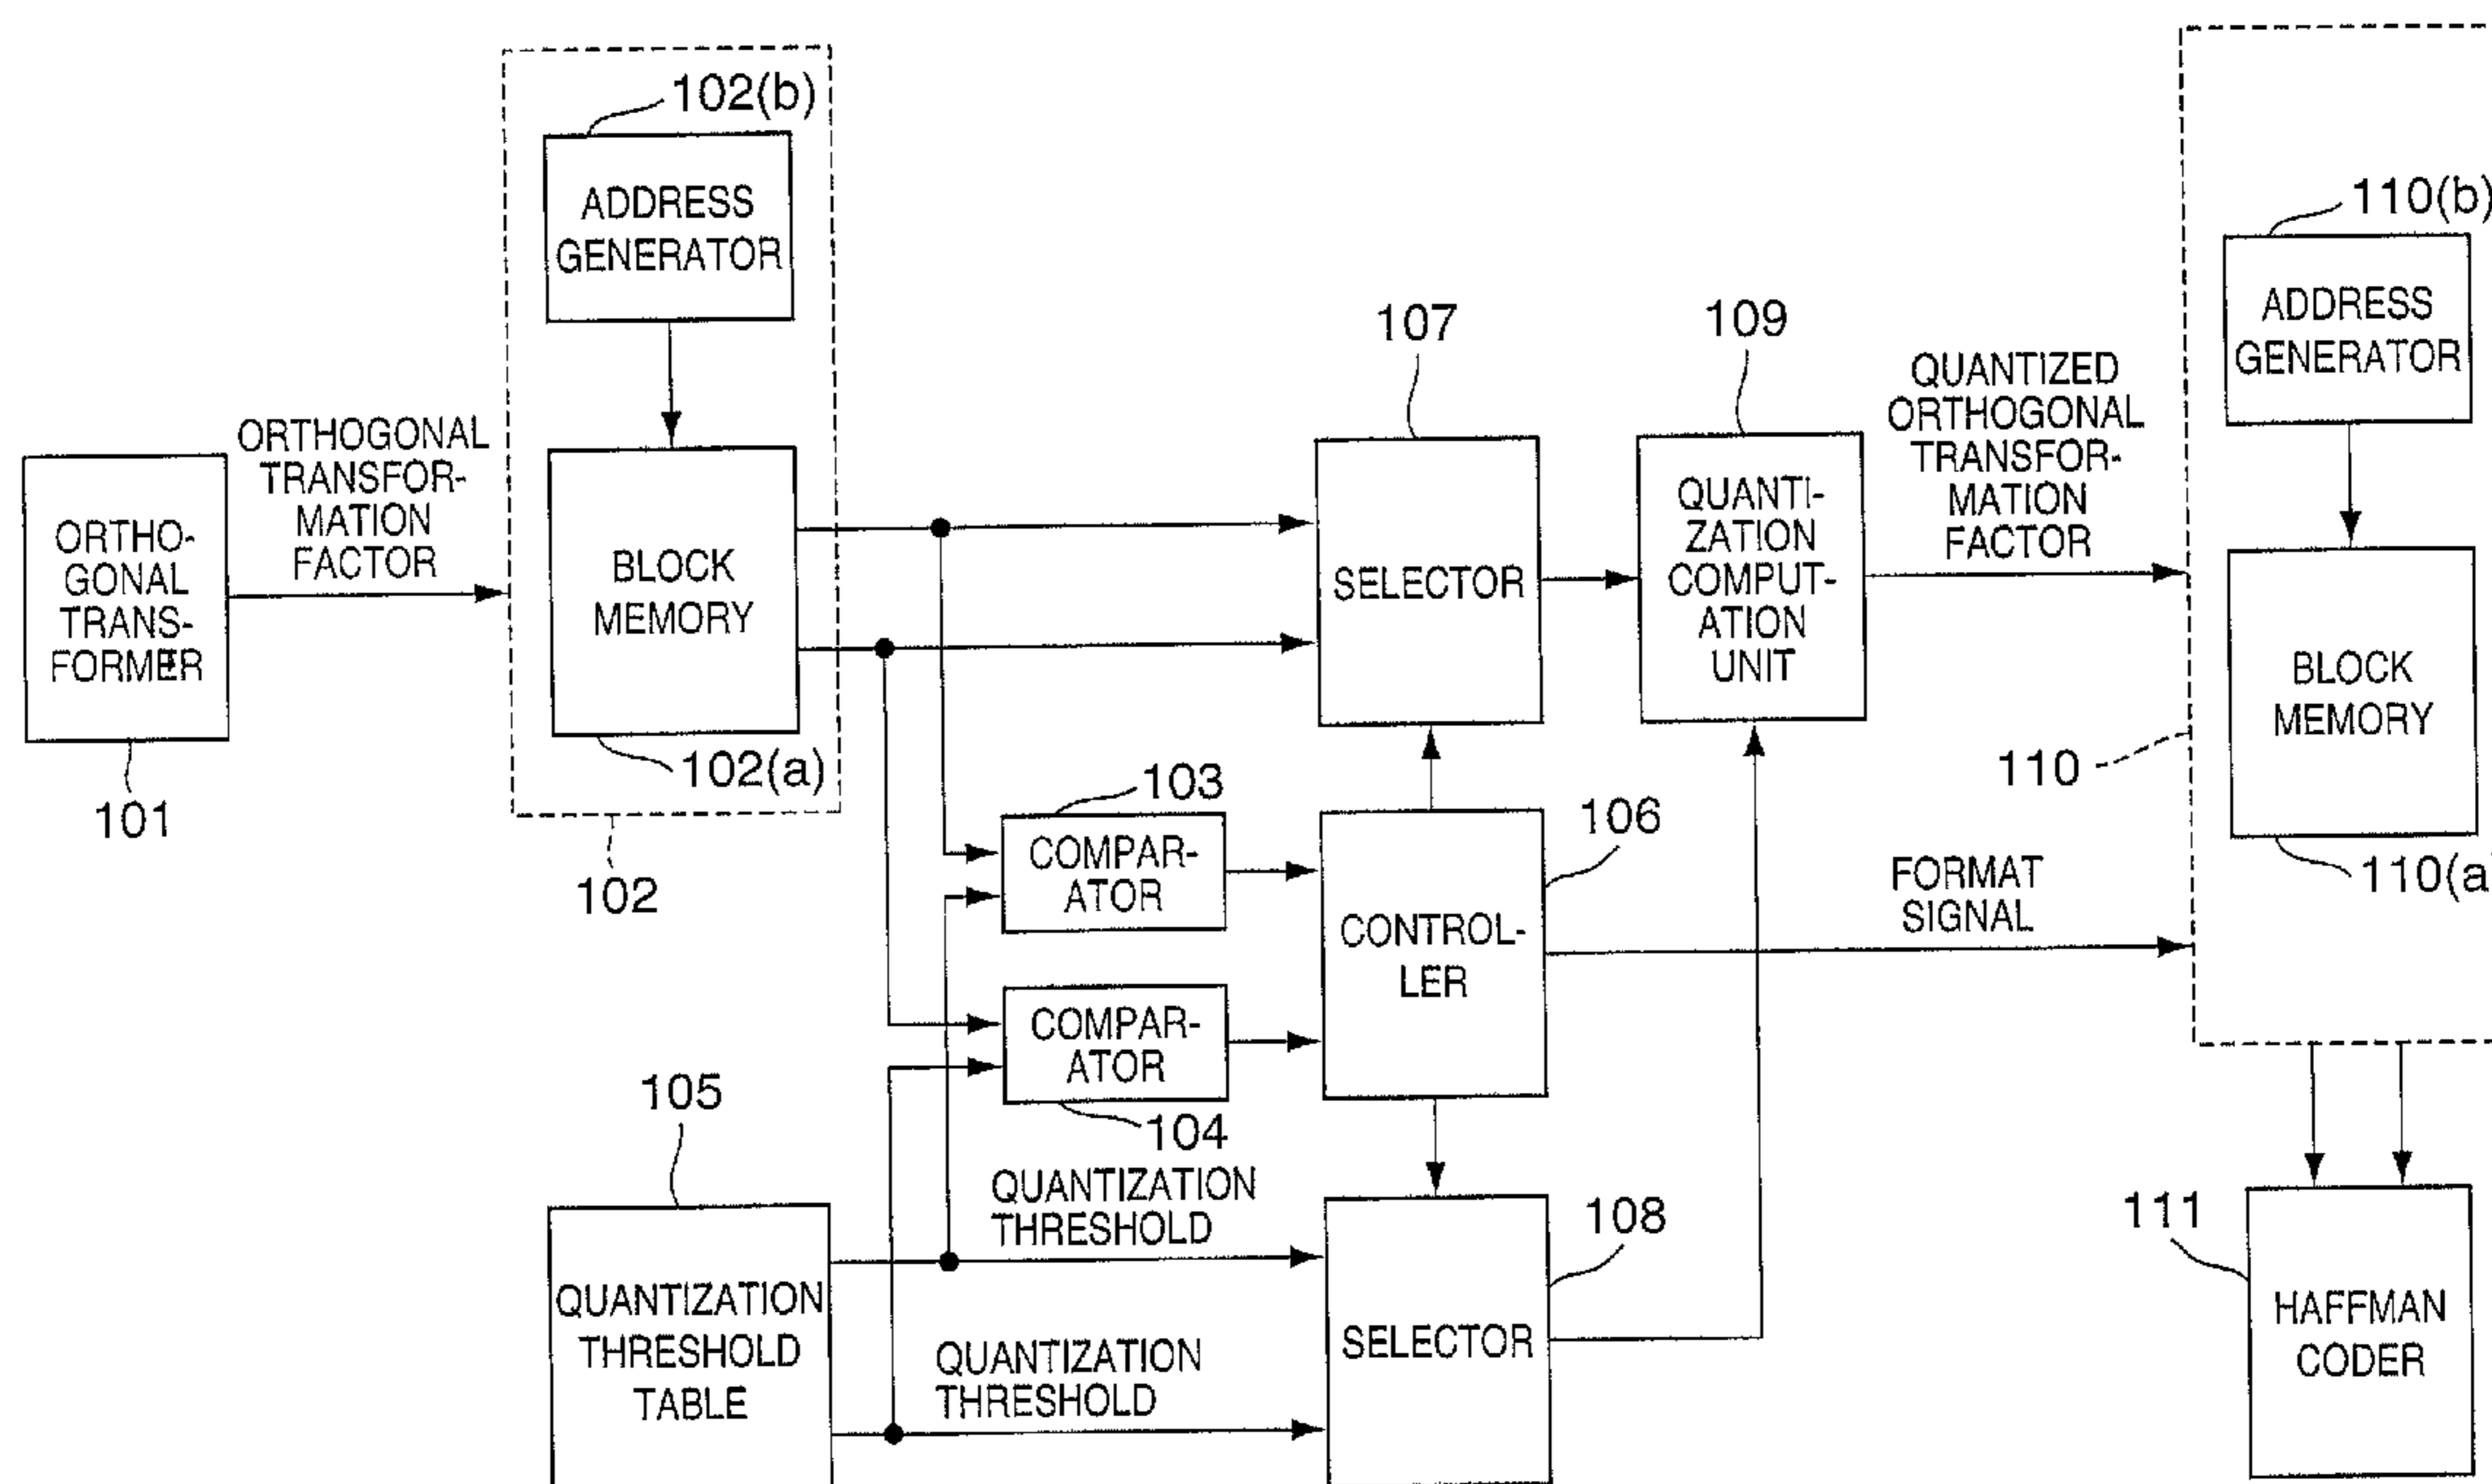 102(b)
ADDRESS
GENERATOR
110(b)
ADDRESS
GENERATOR
107
109
ORTHOGONAL
TRANSFOR-
MATION
FACTOR
QUANTIZED
ORTHOGONAL
TRANSFOR-
MATION
FACTOR
ORTHO-
GONAL
TRANS-
FORMER
101
BLOCK
MEMORY
102(a)
102
SELECTOR
QUANTI-
ZATION
COMPUT-
ATION
UNIT
BLOCK
MEMORY
110
110(a
103
COMPAR-
ATOR
106
CONTROL-
LER
FORMAT
SIGNAL
COMPAR-
ATOR
104
105
QUANTIZATION
THRESHOLD
TABLE
QUANTIZATION
THRESHOLD
QUANTIZATION
THRESHOLD
108
SELECTOR
111
HAFFMAN
CODER